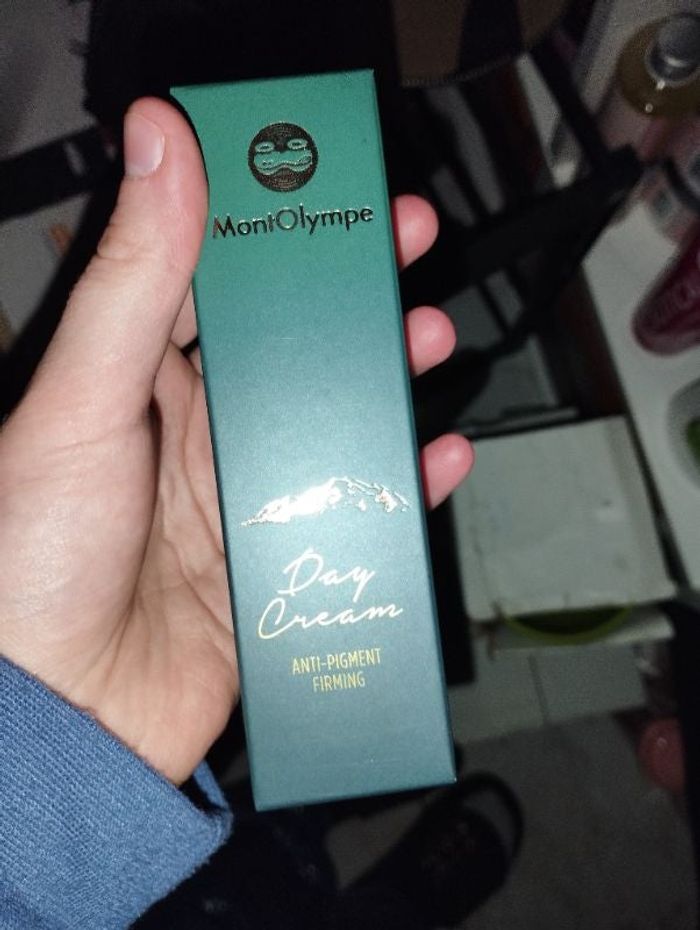 MontOlympe
Day
Cream
ANTI-PIGMENT
FIRMING